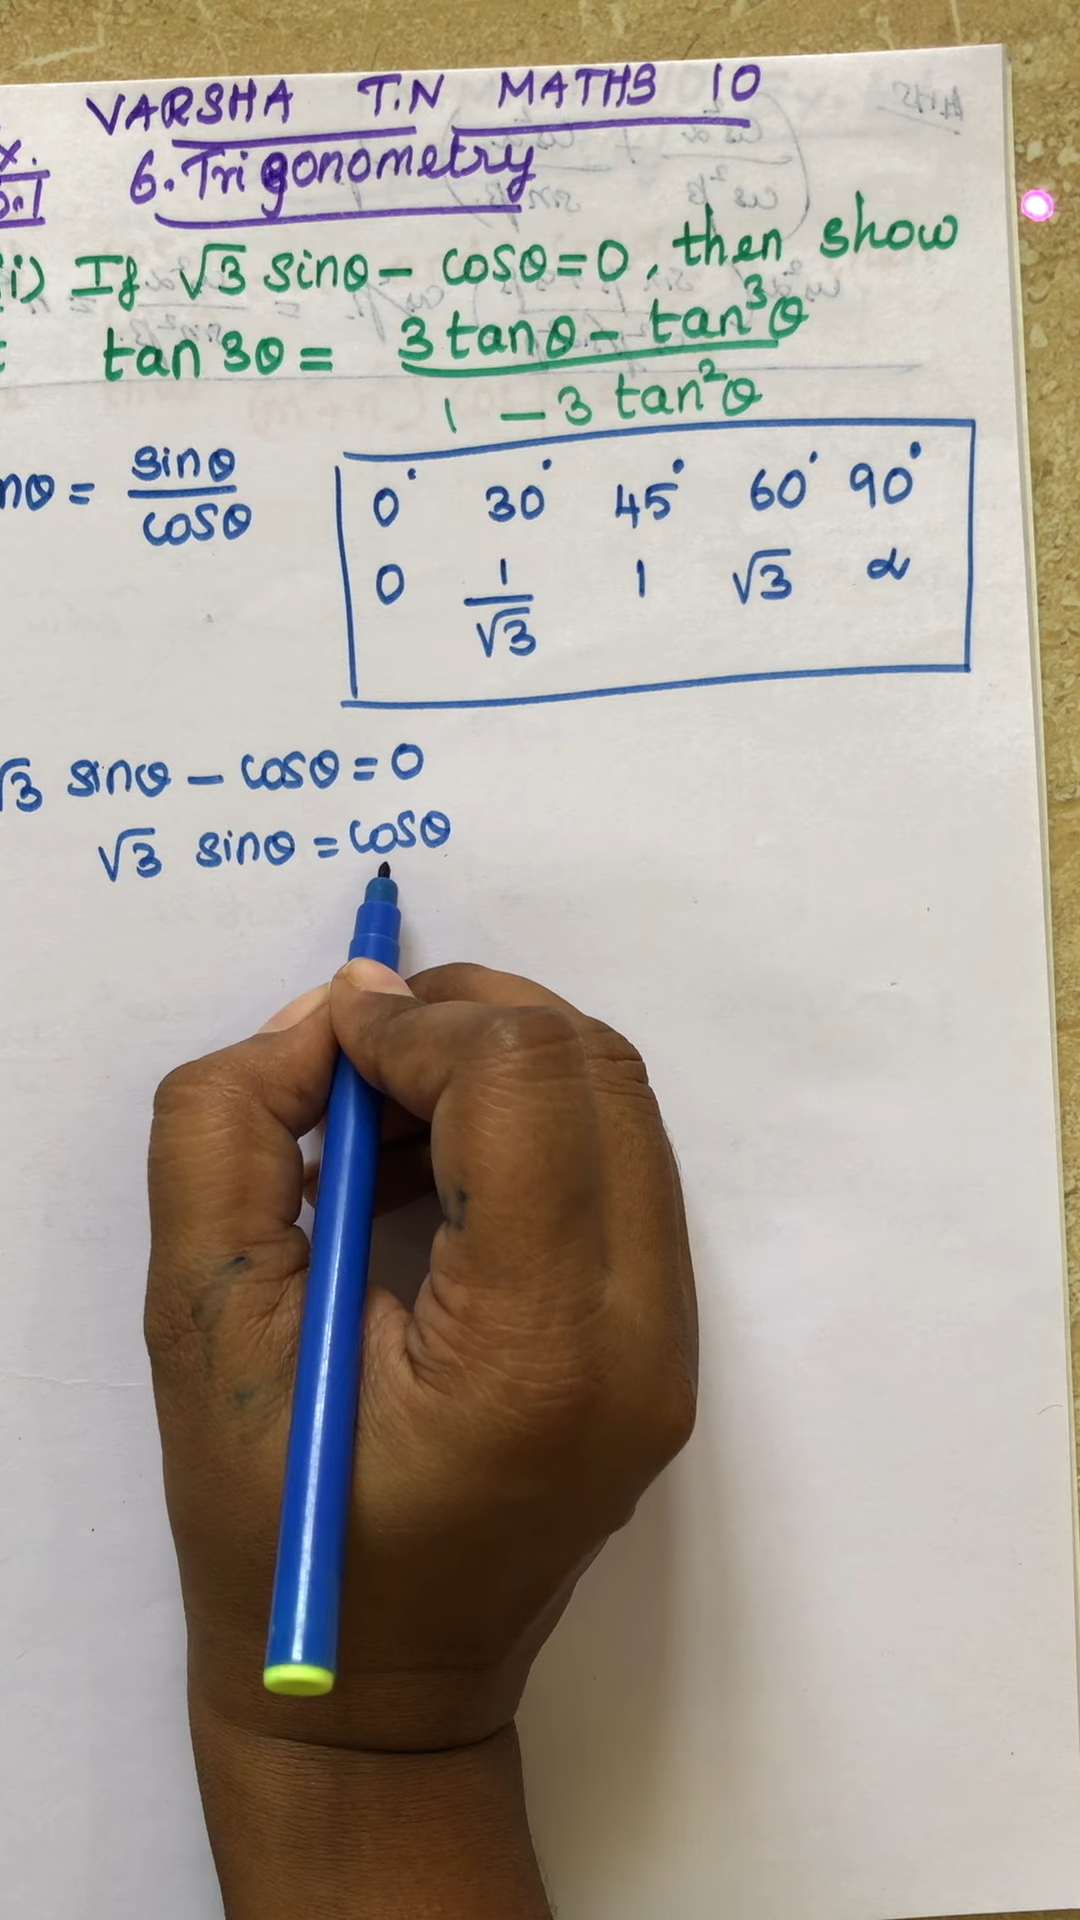 VARSHA T.N MATHS 10
6. Trigonometry
ii) If √3 sinθ - cosθ = 0, then show
tan 3θ = (3 tanθ - tan³θ) / (1 - 3 tan²θ)
nθ = sinθ / cosθ
0° 30° 45° 60° 90°
0 1/√3 1 √3 α
√3 sinθ - cosθ = 0
√3 sinθ = cosθ